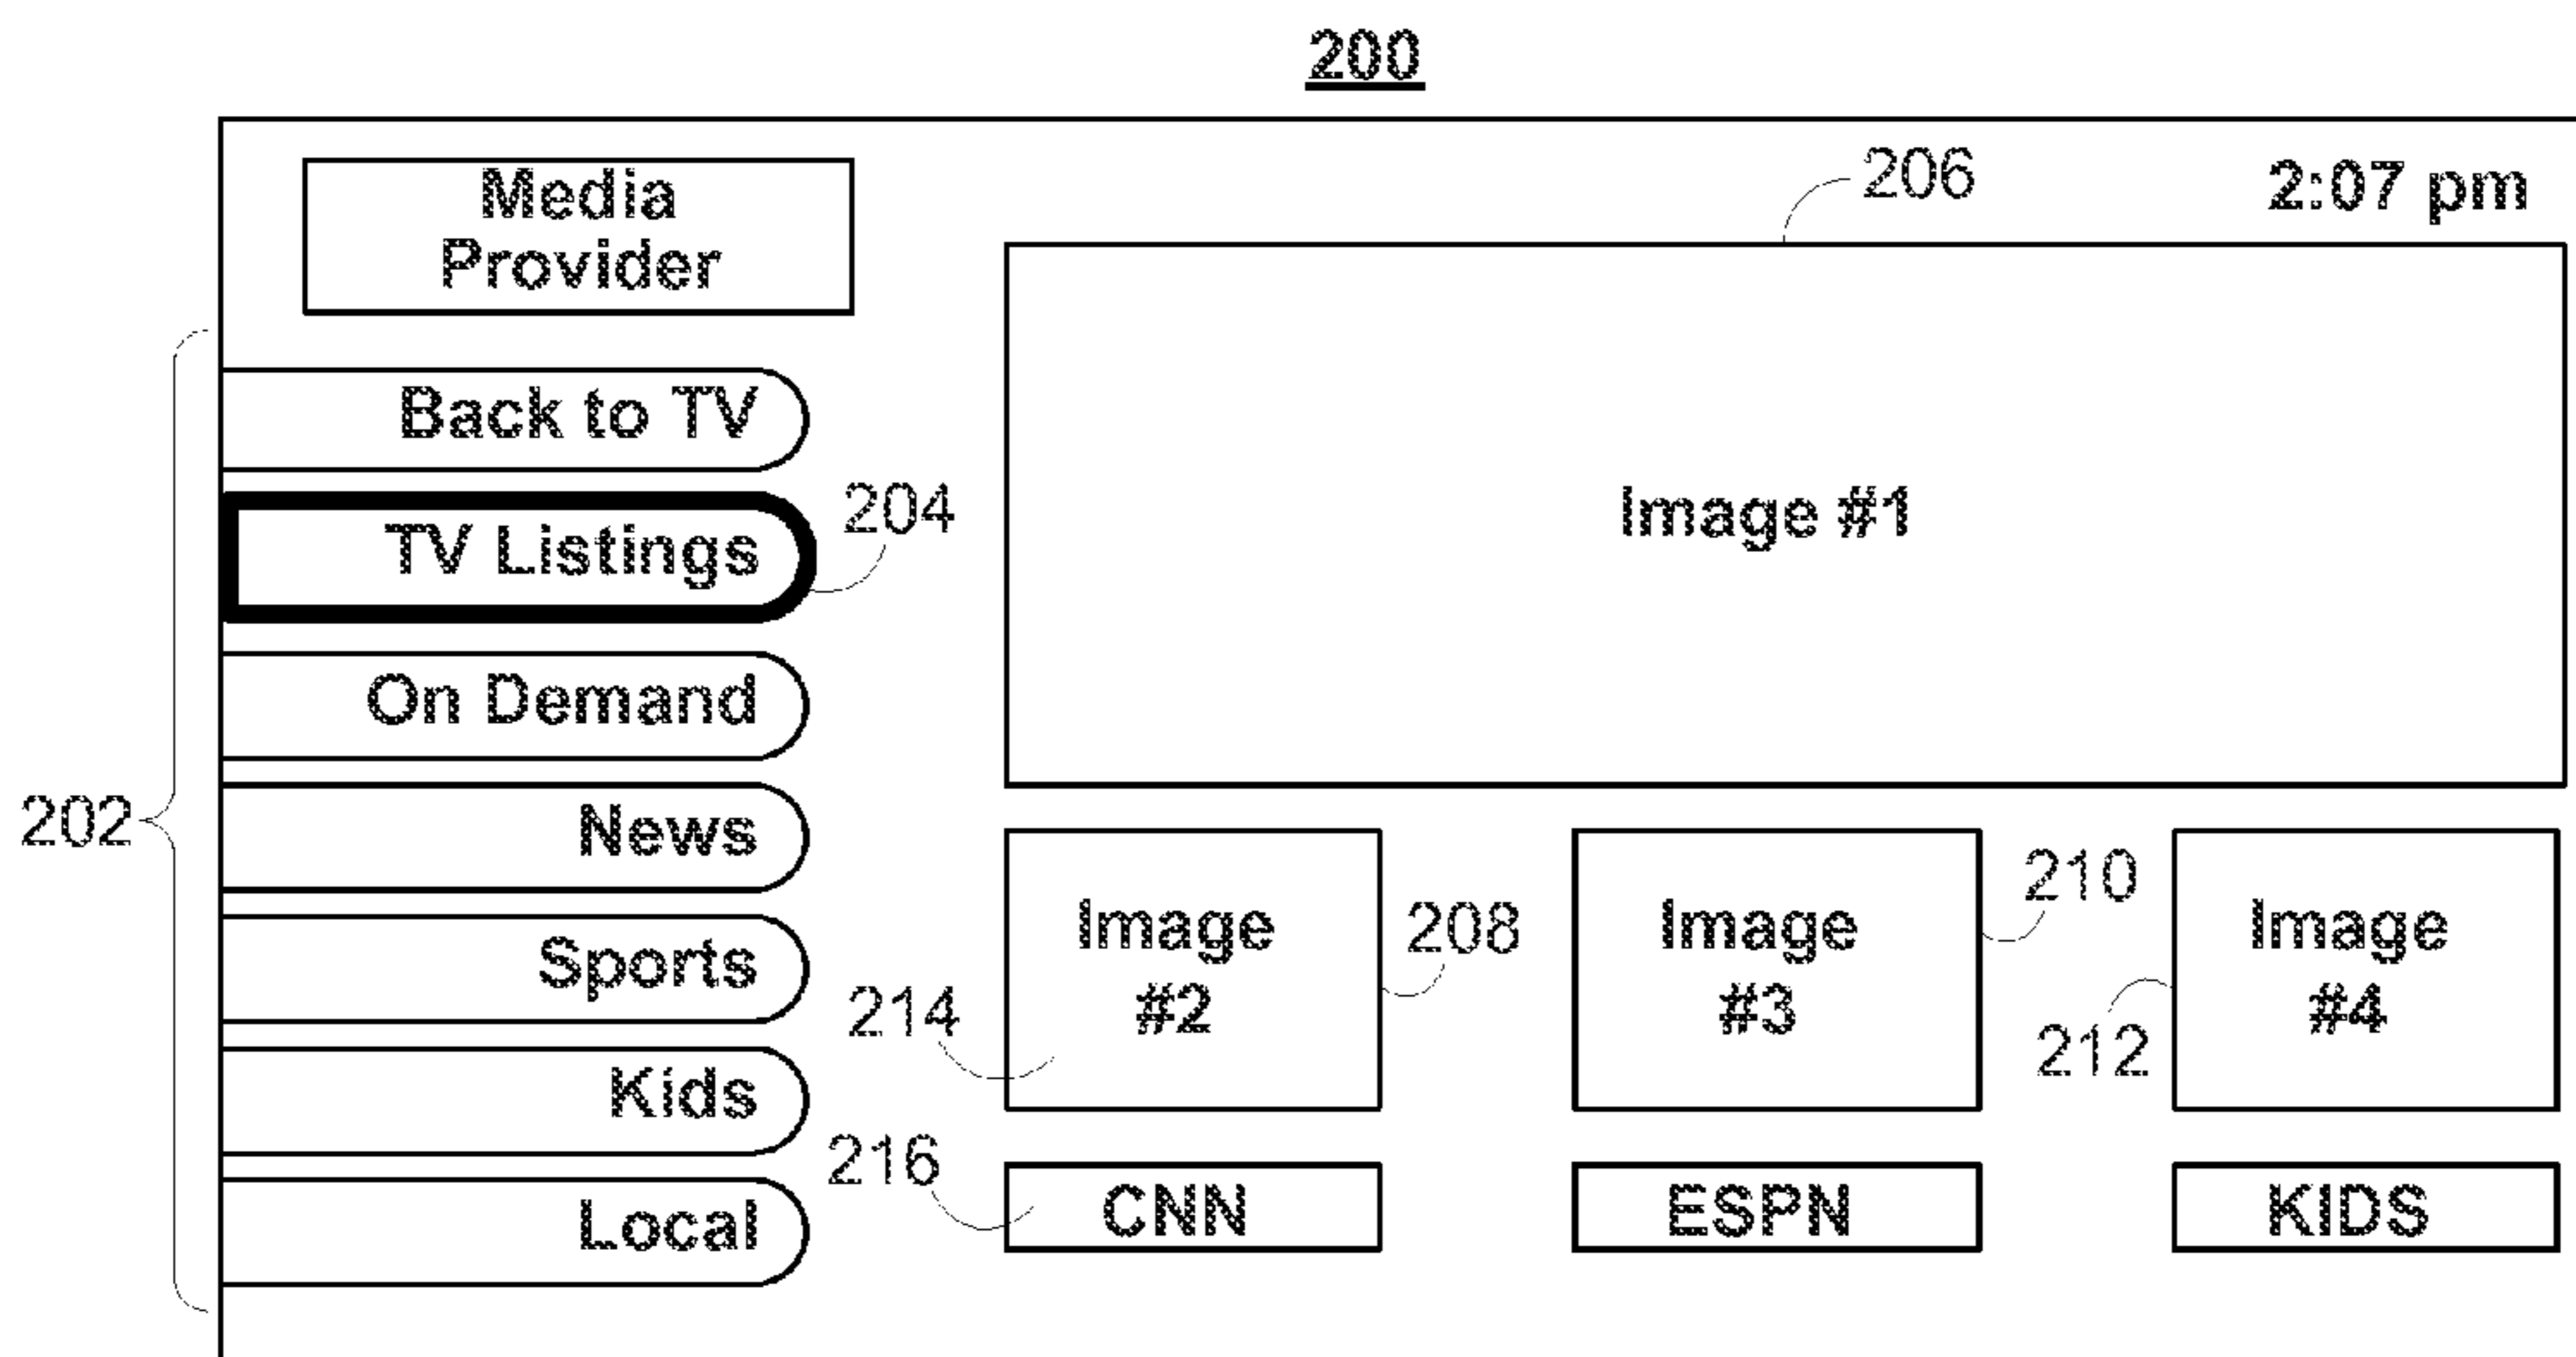 200
Media
Provider
206
2:07 pm
Back to TV
TV Listings
204
Image #1
On Demand
202
News
Sports
Kids
Local
Image
#2
208
214
Image
#3
210
Image
#4
212
216
CNN
ESPN
KIDS